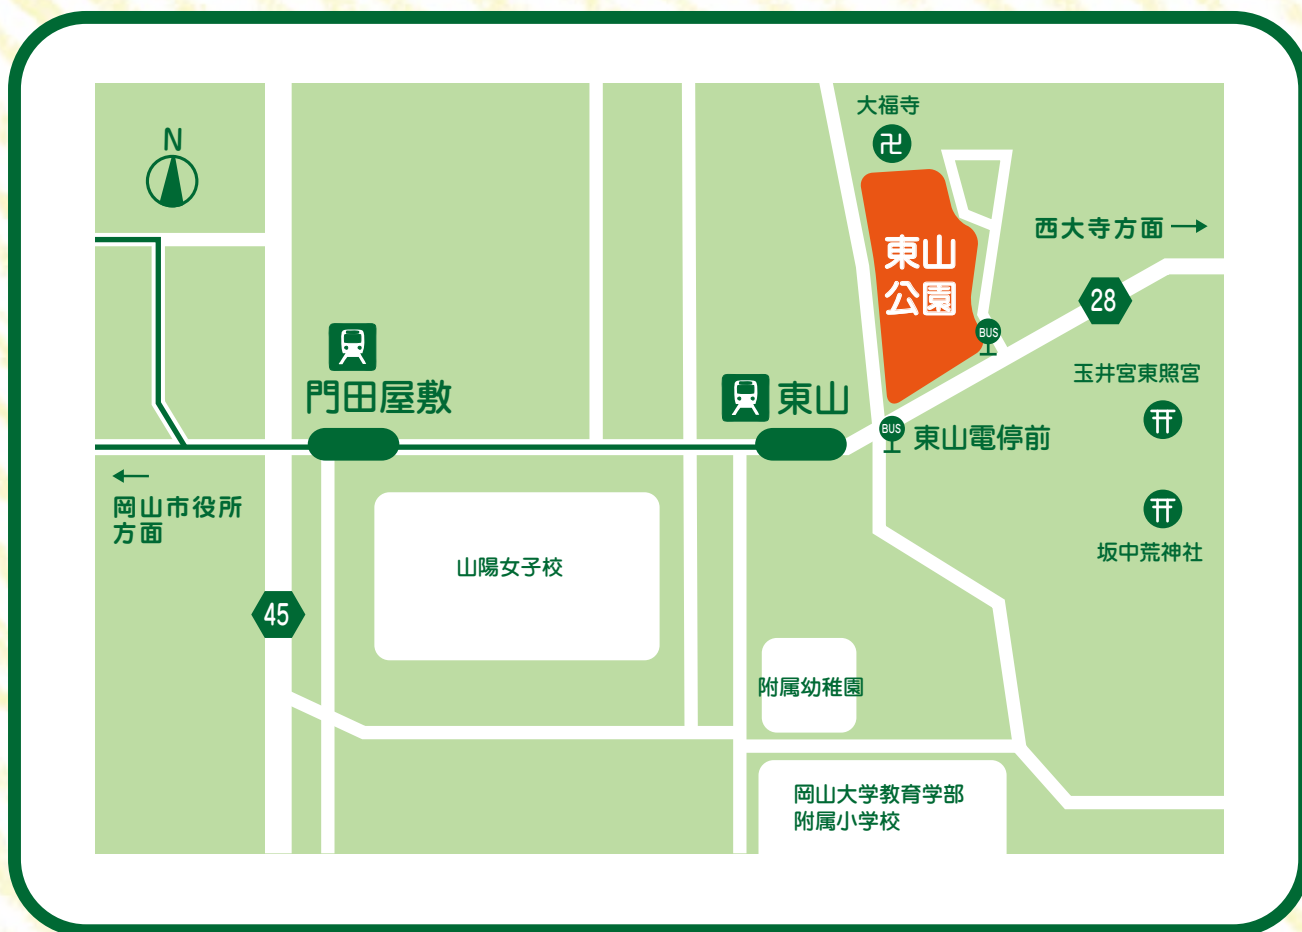 大福寺
N
西大寺方面
東山
公園
28
BUS
玉井宮東照宮
門田屋敷
東山
BUS
東山電停前
岡山市役所
方面
坂中荒神社
山陽女子校
45
附属幼稚園
岡山大学教育学部
附属小学校